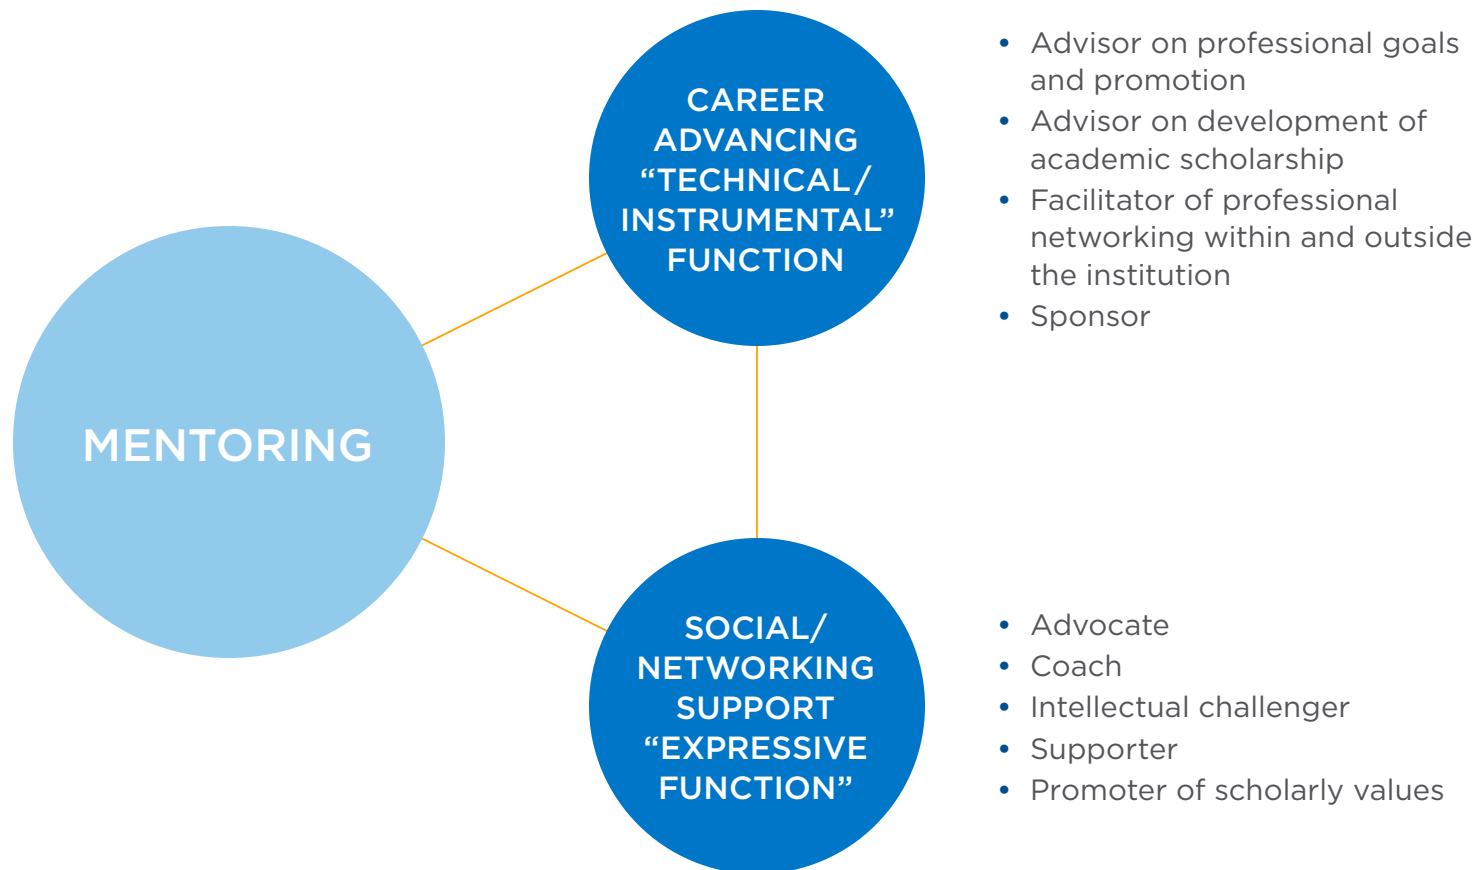 MENTORING
CAREER
ADVANCING
“TECHNICAL/
INSTRUMENTAL”
FUNCTION
• Advisor on professional goals
and promotion
• Advisor on development of
academic scholarship
• Facilitator of professional
networking within and outside
the institution
• Sponsor
SOCIAL/
NETWORKING
SUPPORT
“EXPRESSIVE
FUNCTION”
• Advocate
• Coach
• Intellectual challenger
• Supporter
• Promoter of scholarly values